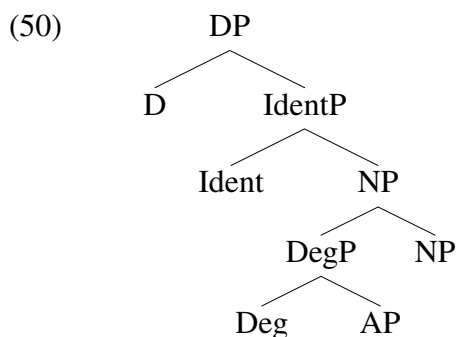 (50) DP
D IdentP
Ident NP
DegP NP
Deg AP